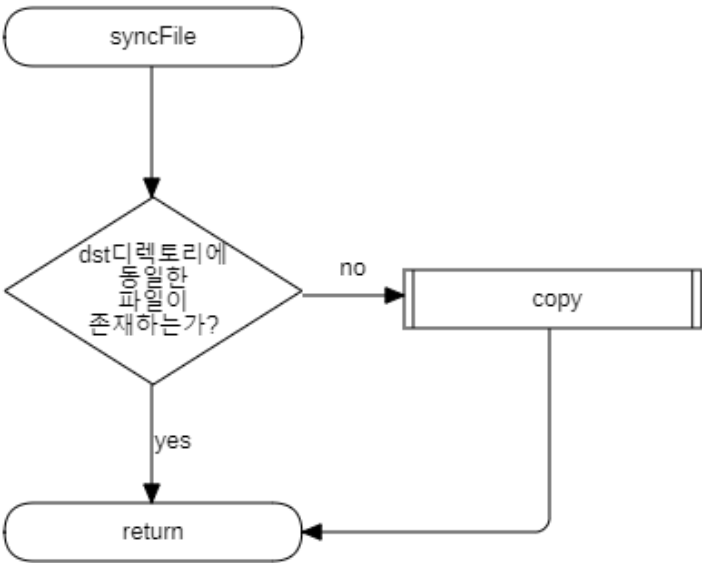 syncFile
dst디렉토리에
동일한
파일이
존재하는가?
no
copy
yes
return